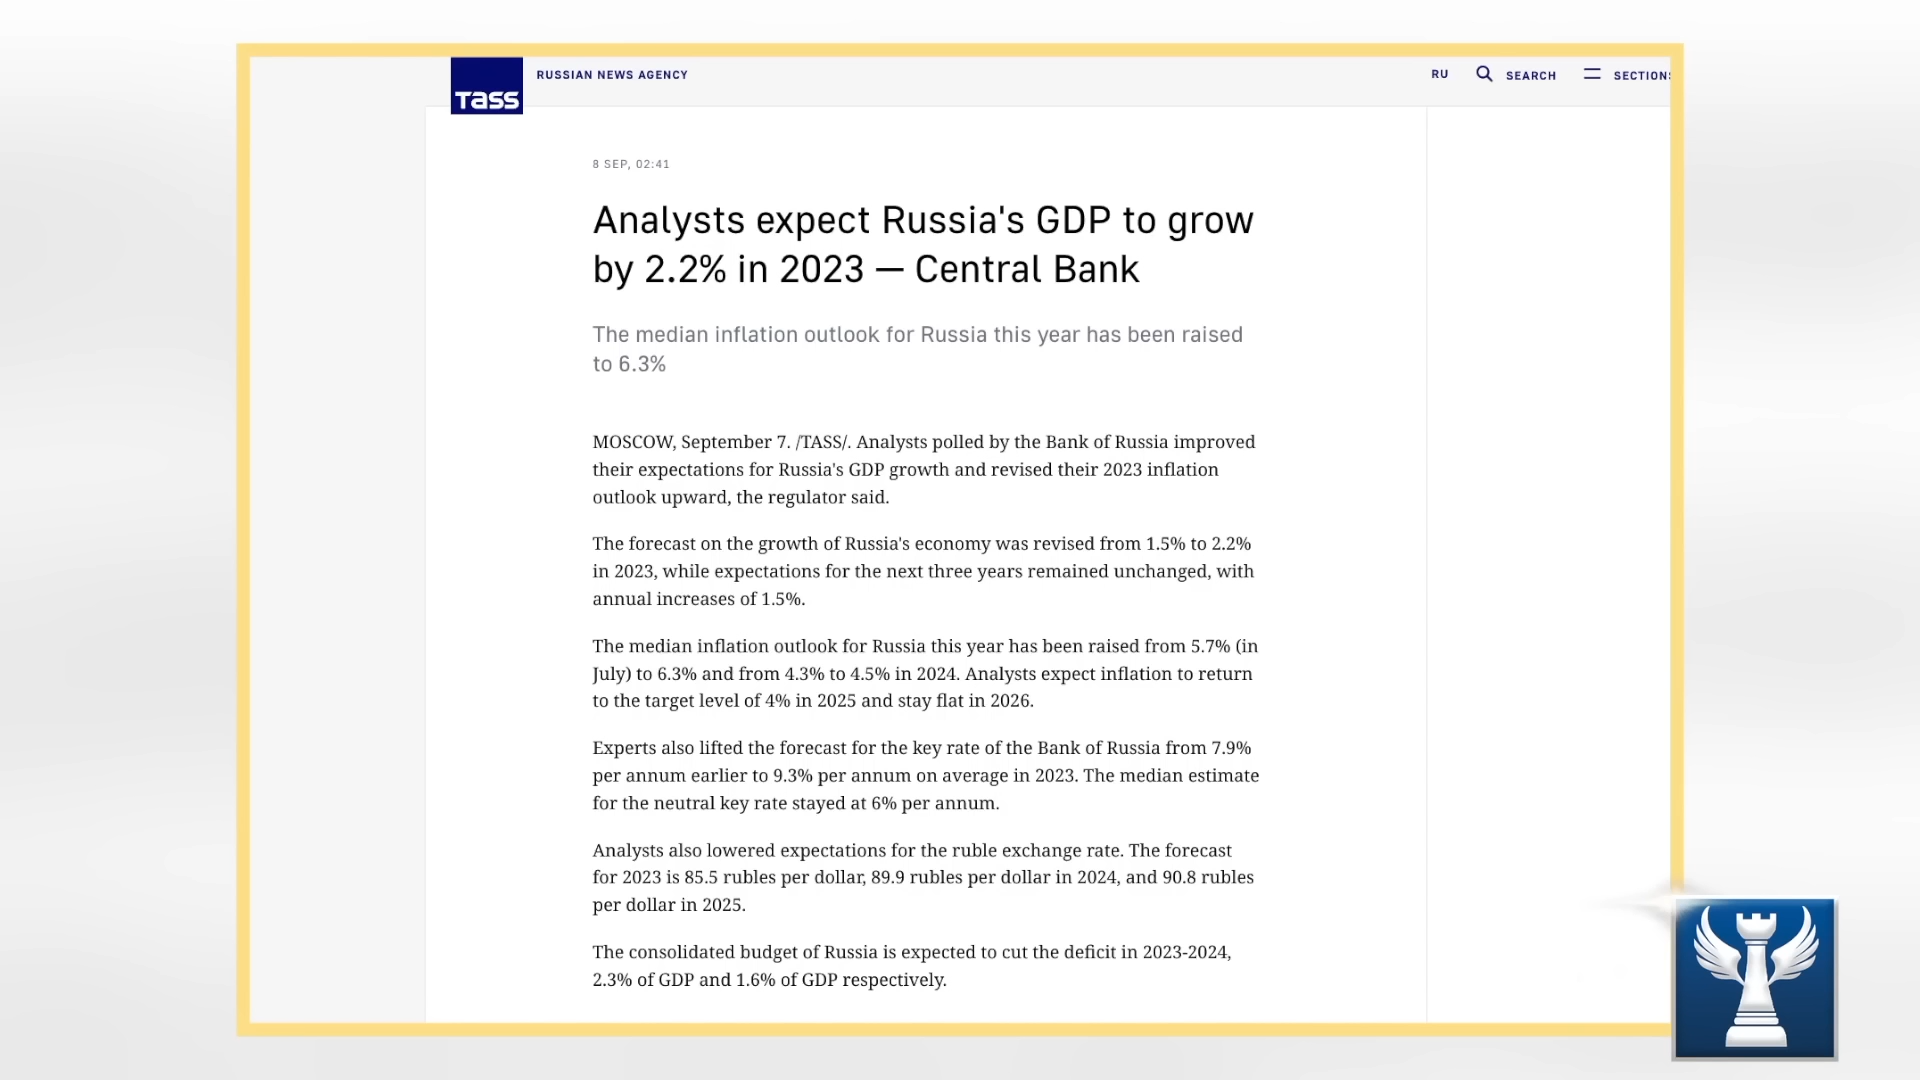 TASS
RUSSIAN NEWS AGENCY
RU
SEARCH
SECTIONS
8 SEP, 02:41
Analysts expect Russia's GDP to grow
by 2.2% in 2023 — Central Bank
The median inflation outlook for Russia this year has been raised
to 6.3%
MOSCOW, September 7. /TASS/. Analysts polled by the Bank of Russia improved
their expectations for Russia's GDP growth and revised their 2023 inflation
outlook upward, the regulator said.
The forecast on the growth of Russia's economy was revised from 1.5% to 2.2%
in 2023, while expectations for the next three years remained unchanged, with
annual increases of 1.5%.
The median inflation outlook for Russia this year has been raised from 5.7% (in
July) to 6.3% and from 4.3% to 4.5% in 2024. Analysts expect inflation to return
to the target level of 4% in 2025 and stay flat in 2026.
Experts also lifted the forecast for the key rate of the Bank of Russia from 7.9%
per annum earlier to 9.3% per annum on average in 2023. The median estimate
for the neutral key rate stayed at 6% per annum.
Analysts also lowered expectations for the ruble exchange rate. The forecast
for 2023 is 85.5 rubles per dollar, 89.9 rubles per dollar in 2024, and 90.8 rubles
per dollar in 2025.
The consolidated budget of Russia is expected to cut the deficit in 2023-2024,
2.3% of GDP and 1.6% of GDP respectively.